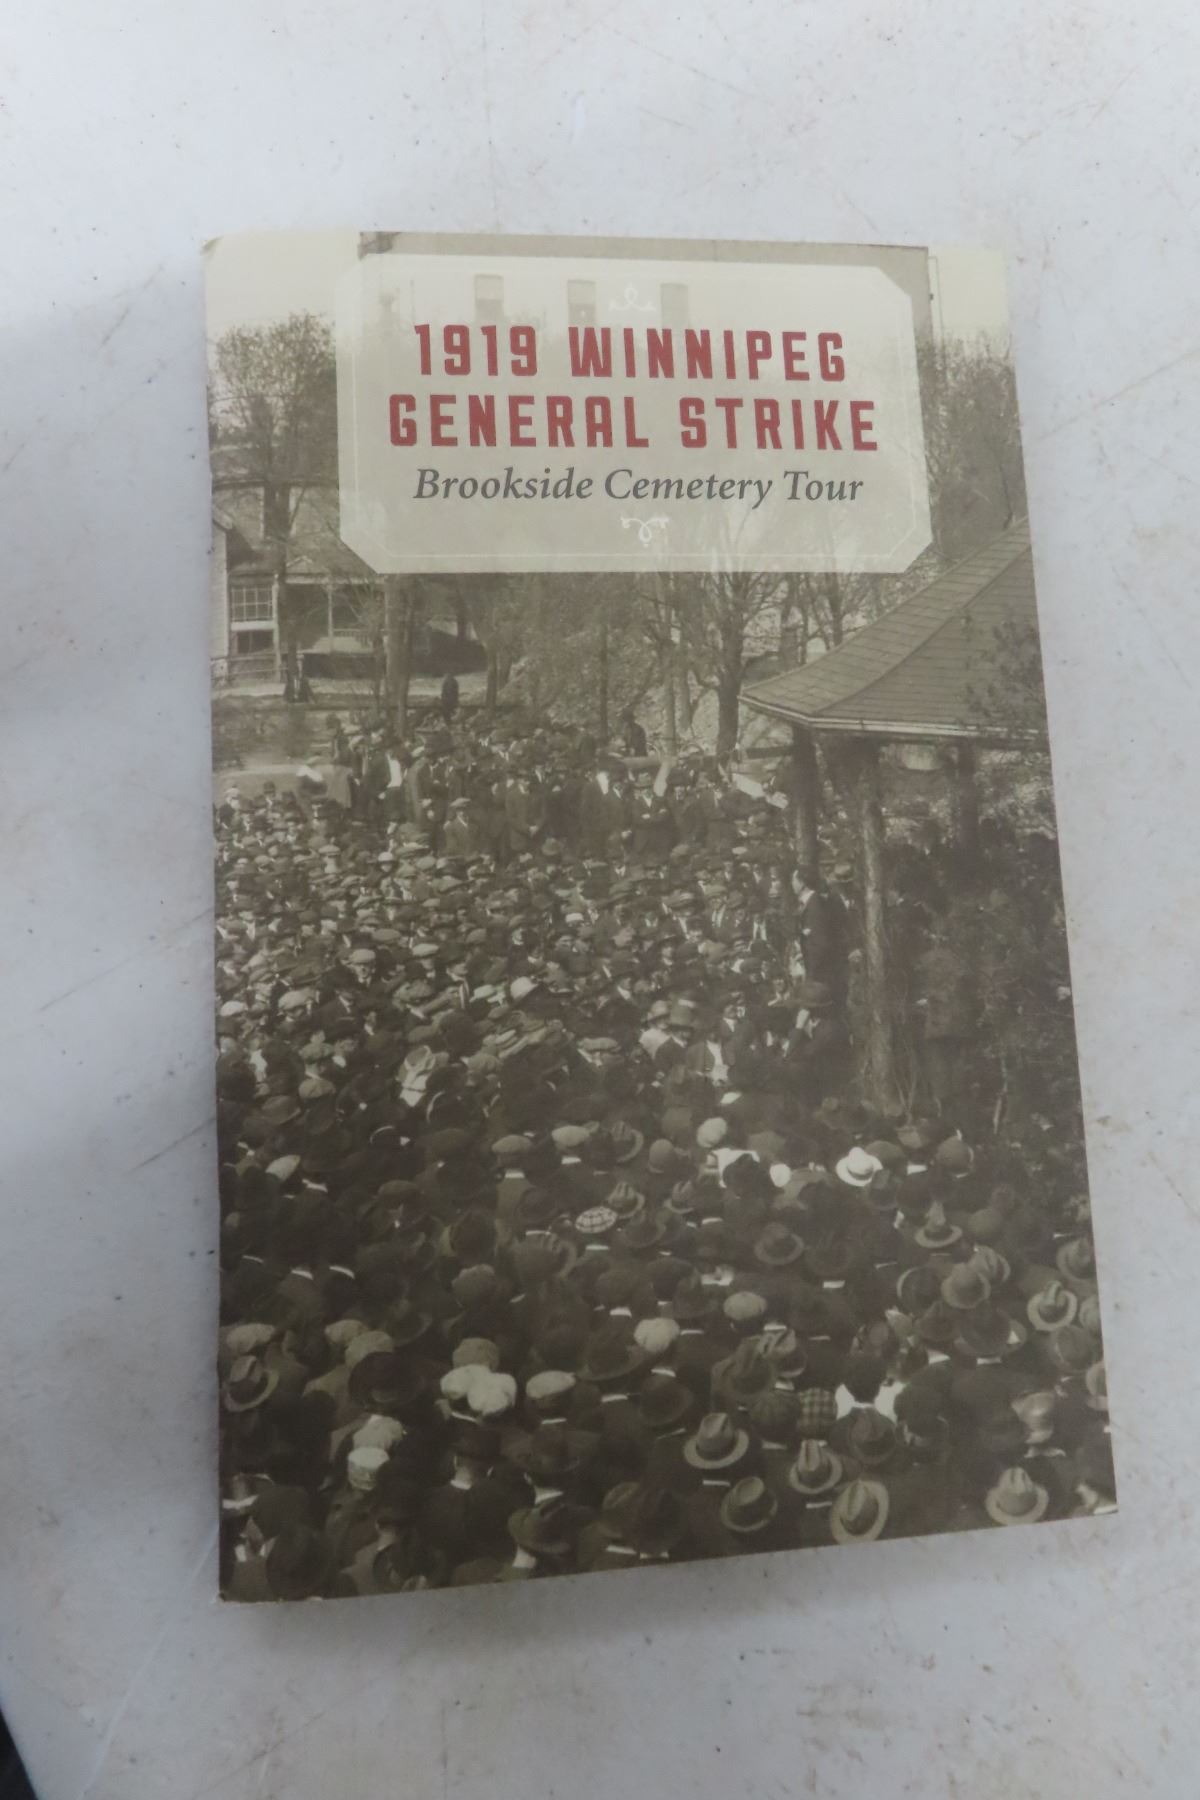 1919 WINNIPEG
GENERAL STRIKE
Brookside Cemetery Tour